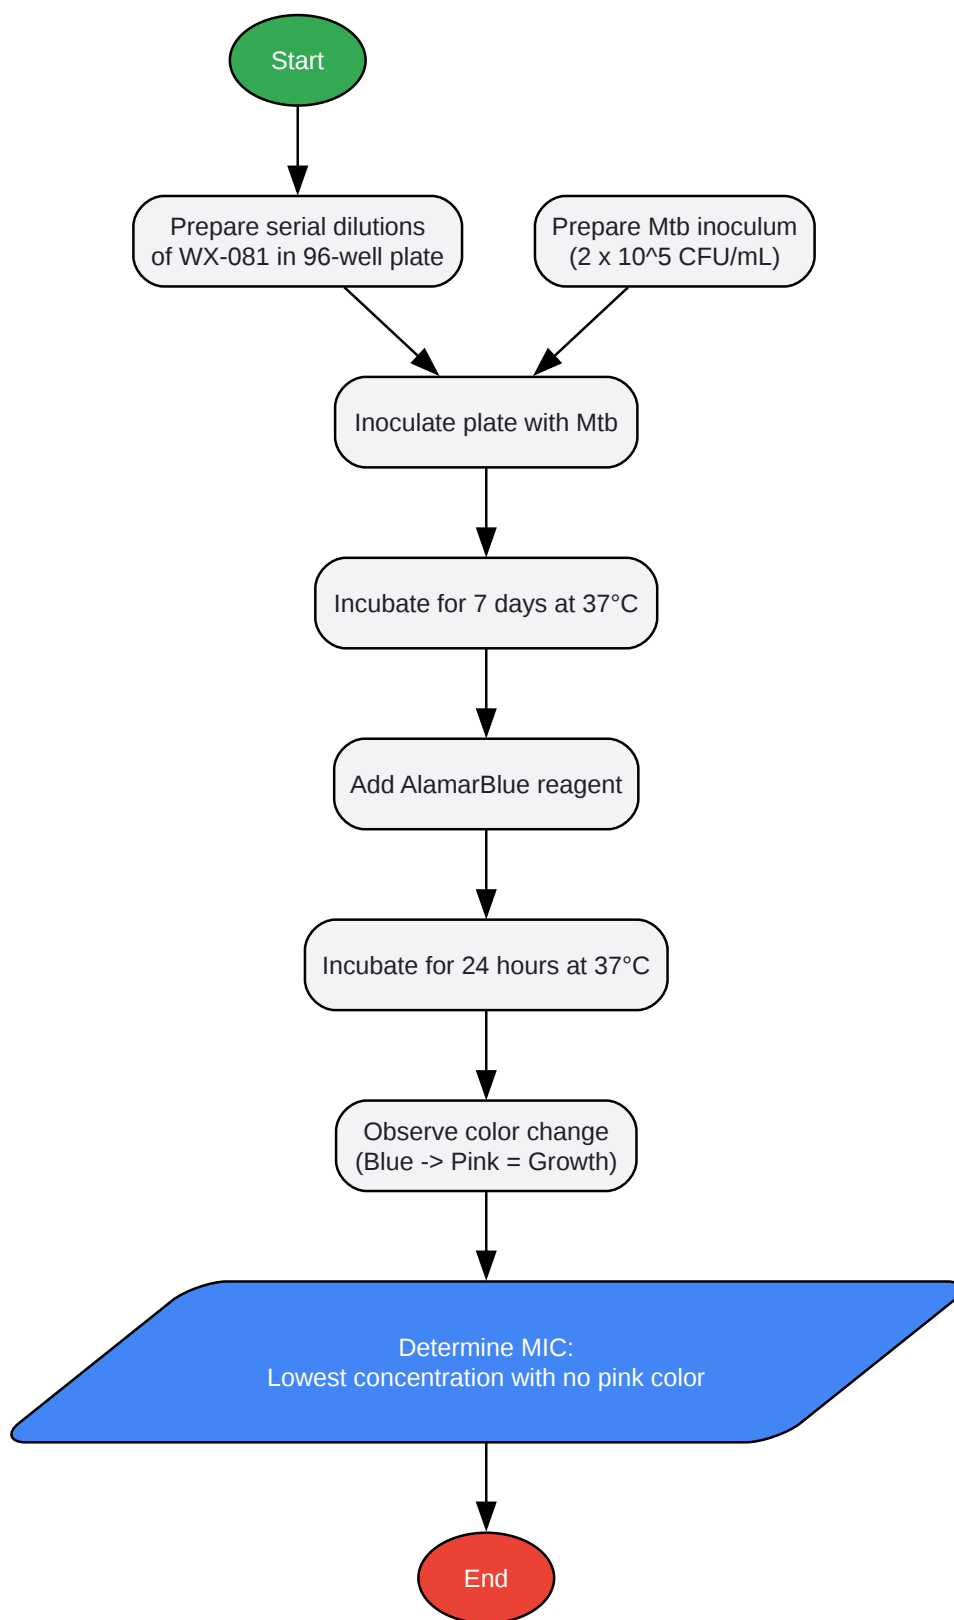 Start
Prepare serial dilutions
of WX-081 in 96-well plate
Prepare Mtb inoculum
(2 x 10^5 CFU/mL)
Inoculate plate with Mtb
Incubate for 7 days at 37°C
Add AlamarBlue reagent
Incubate for 24 hours at 37°C
Observe color change
(Blue -> Pink = Growth)
Determine MIC:
Lowest concentration with no pink color
End